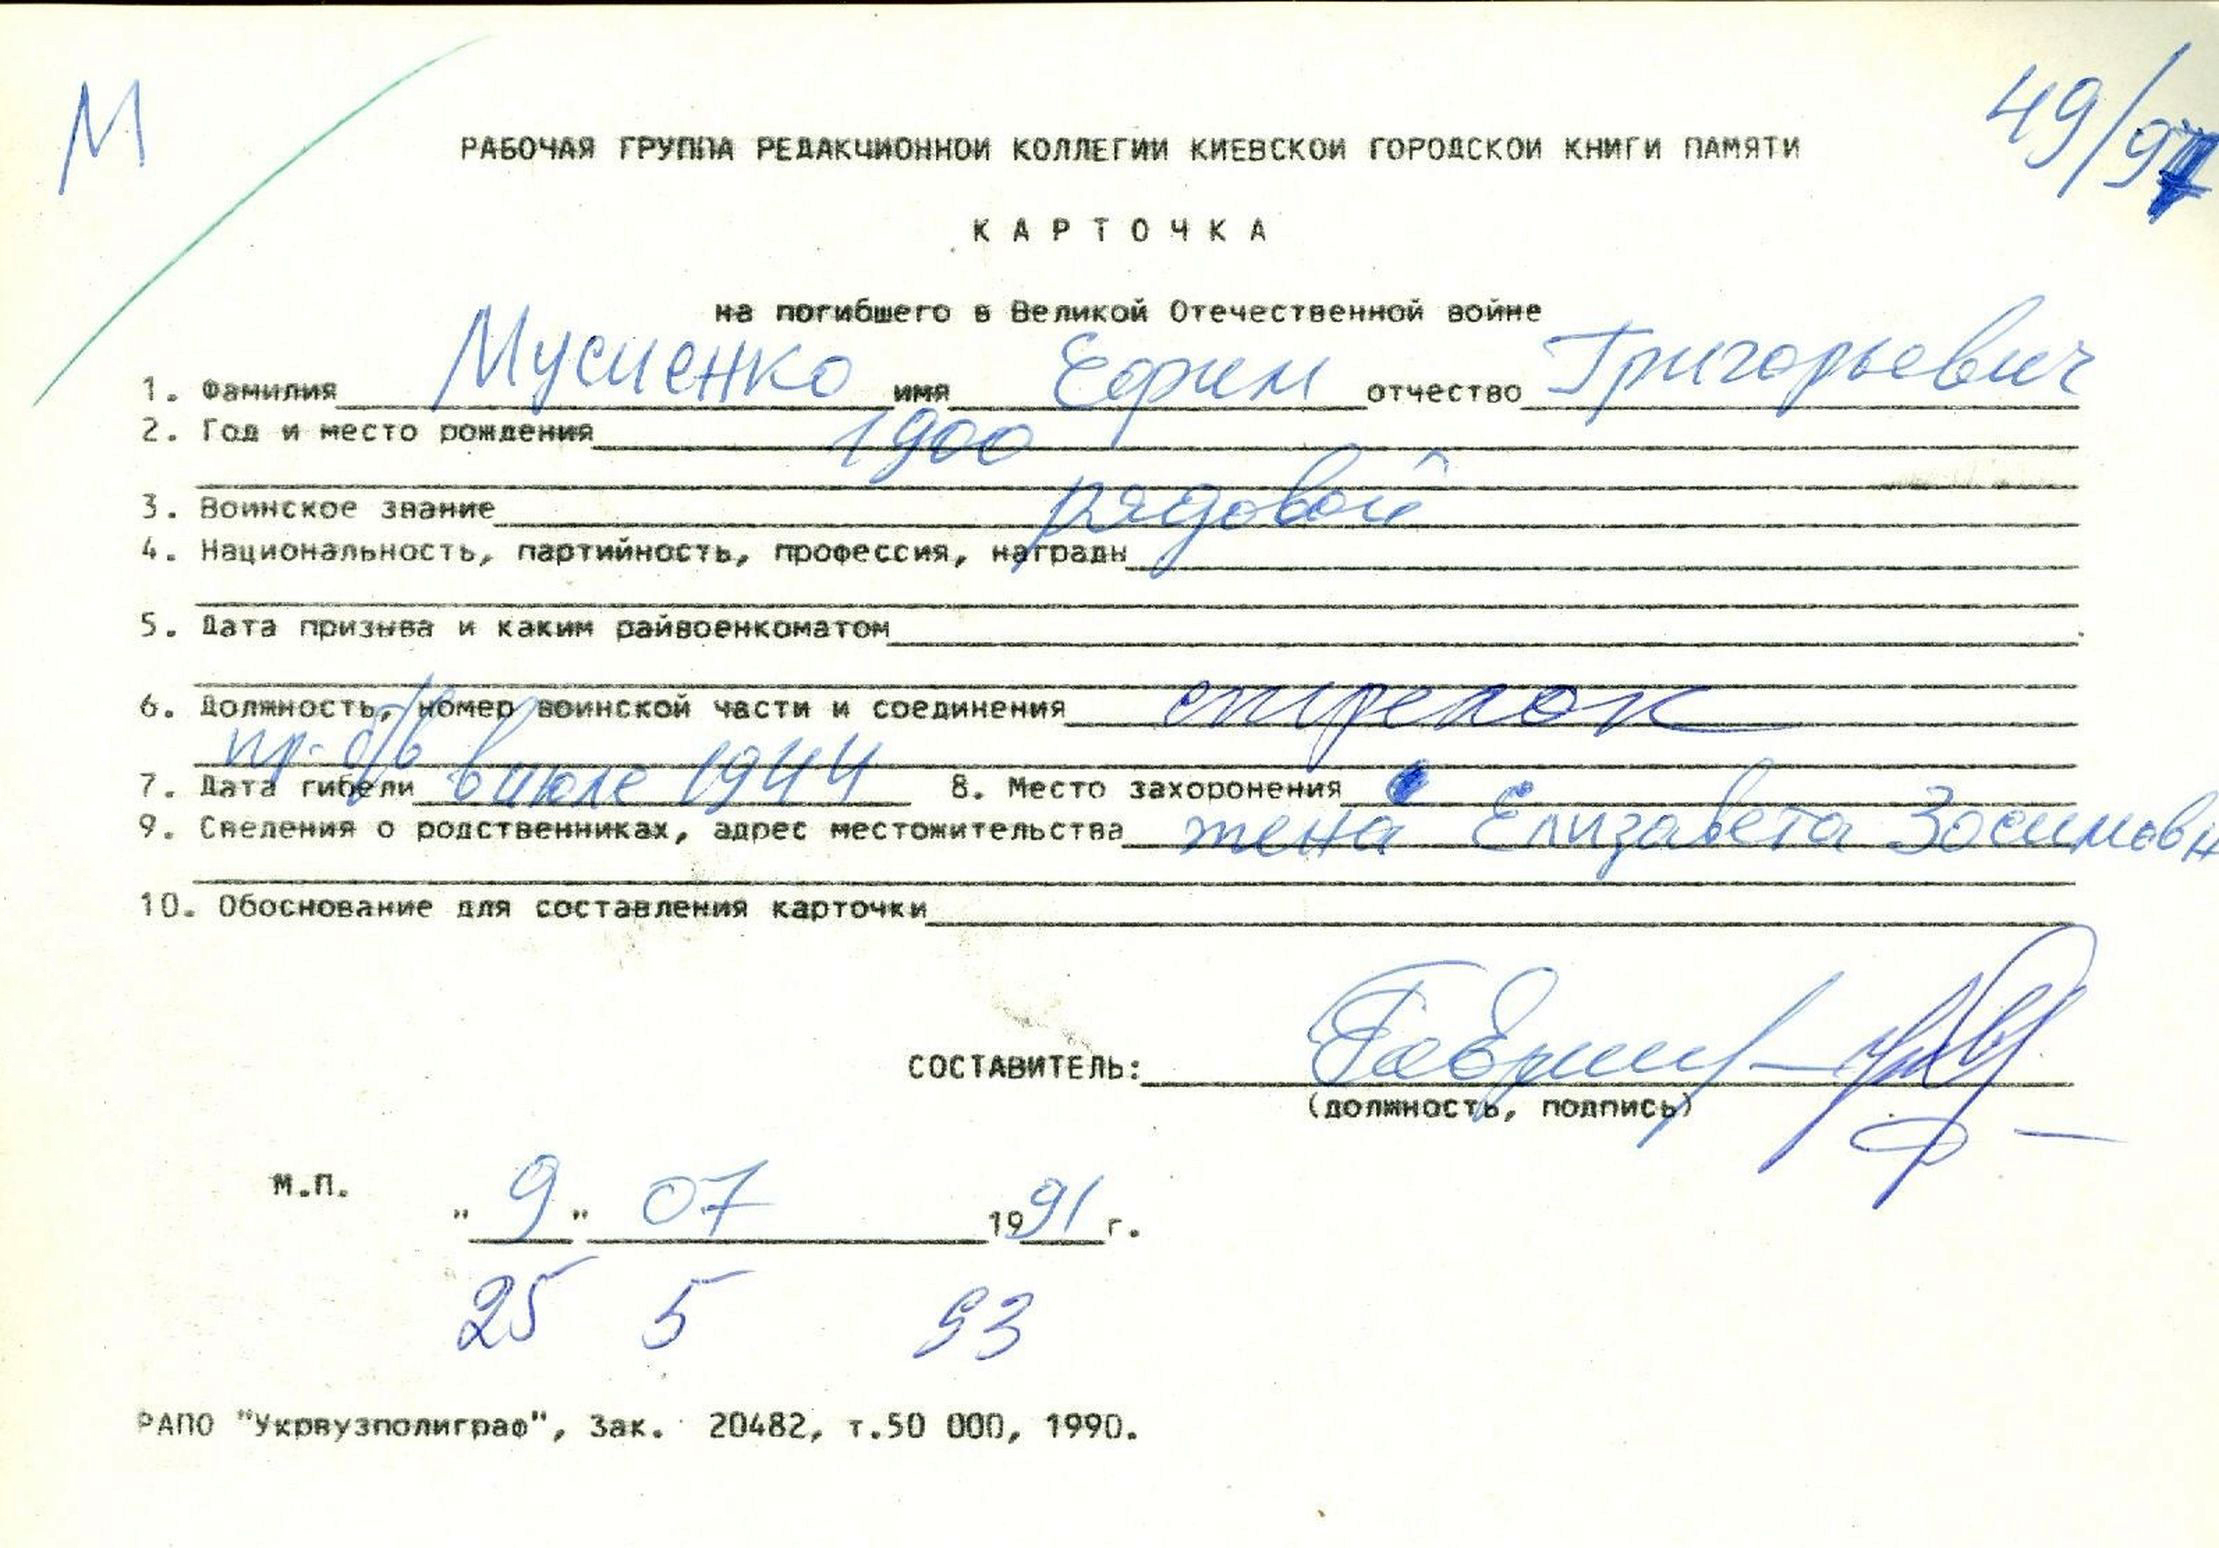 М
49/97
РАБОЧАЯ ГРУППА РЕДАКЦИОННОЙ КОЛЛЕГИИ КИЕВСКОЙ ГОРОДСКОЙ КНИГИ ПАМЯТИ
К А Р Т О Ч К А
на погибшего в Великой Отечественной войне
1. Фамилия Мусиенко имя Ефим отчество Григорьевич
2. Год и место рождения 1900
3. Воинское звание рядовой
4. Национальность, партийность, профессия, награды
5. Дата призыва и каким райвоенкоматом
6. Должность, номер воинской части и соединения стрелок
пр. б/в
7. Дата гибели в июле 1944 8. Место захоронения
9. Сведения о родственниках, адрес местожительства жена Елизавета Зосимовн
10. Обоснование для составления карточки
СОСТАВИТЕЛЬ:
(должность, подпись)
М.П.
"9" 07 1991 г.
25 5 93
РАПО "Укрвузполиграф", Зак. 20482, т.50 000, 1990.